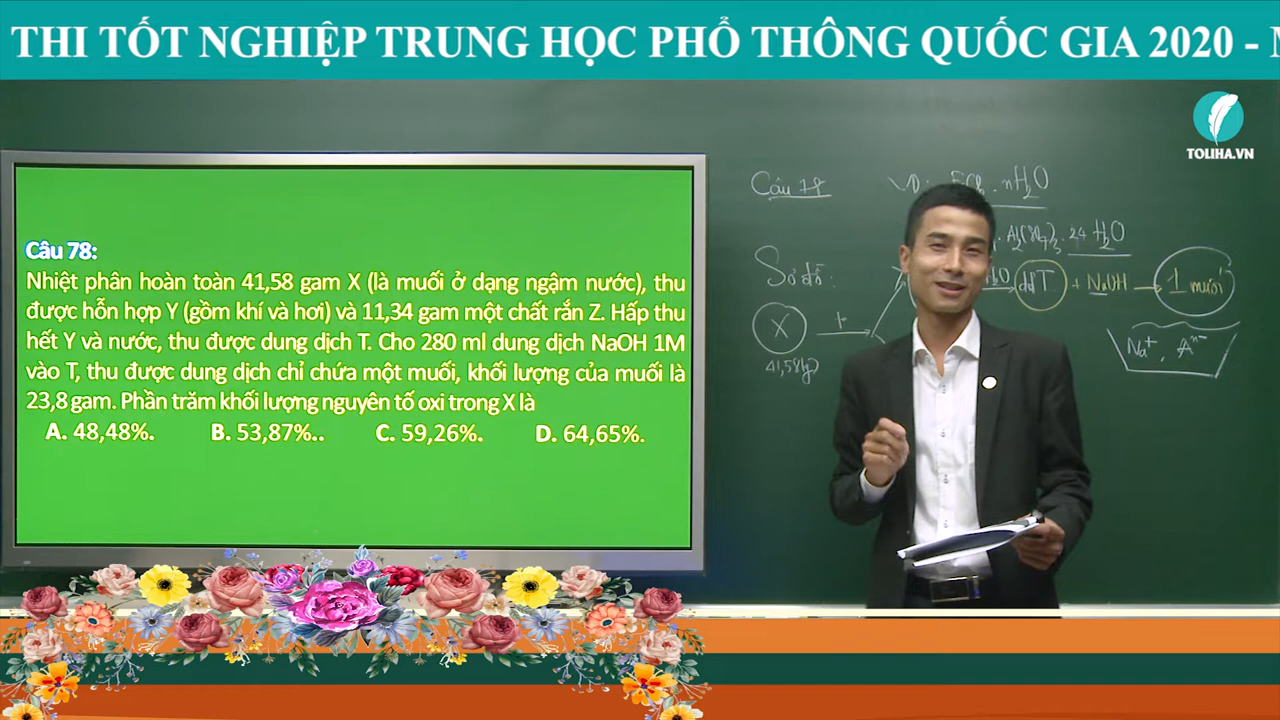 THI TỐT NGHIỆP TRUNG HỌC PHỔ THÔNG QUỐC GIA 2020 -
TOLIHA.VN
Câu 78:
Nhiệt phân hoàn toàn 41,58 gam X (là muối ở dạng ngậm nước), thu
được hỗn hợp Y (gồm khí và hơi) và 11,34 gam một chất rắn Z. Hấp thu
hết Y và nước, thu được dung dịch T. Cho 280 ml dung dịch NaOH 1M
vào T, thu được dung dịch chỉ chứa một muối, khối lượng của muối là
23,8 gam. Phần trăm khối lượng nguyên tố oxi trong X là
A. 48,48%. B. 53,87%.. C. 59,26%. D. 64,65%.
Câu 78 nH₂O
24 H₂O
Sơ đồ:
X t° ddT + NaOH 1 muối
41,58(g) Na⁺, Aⁿ⁻